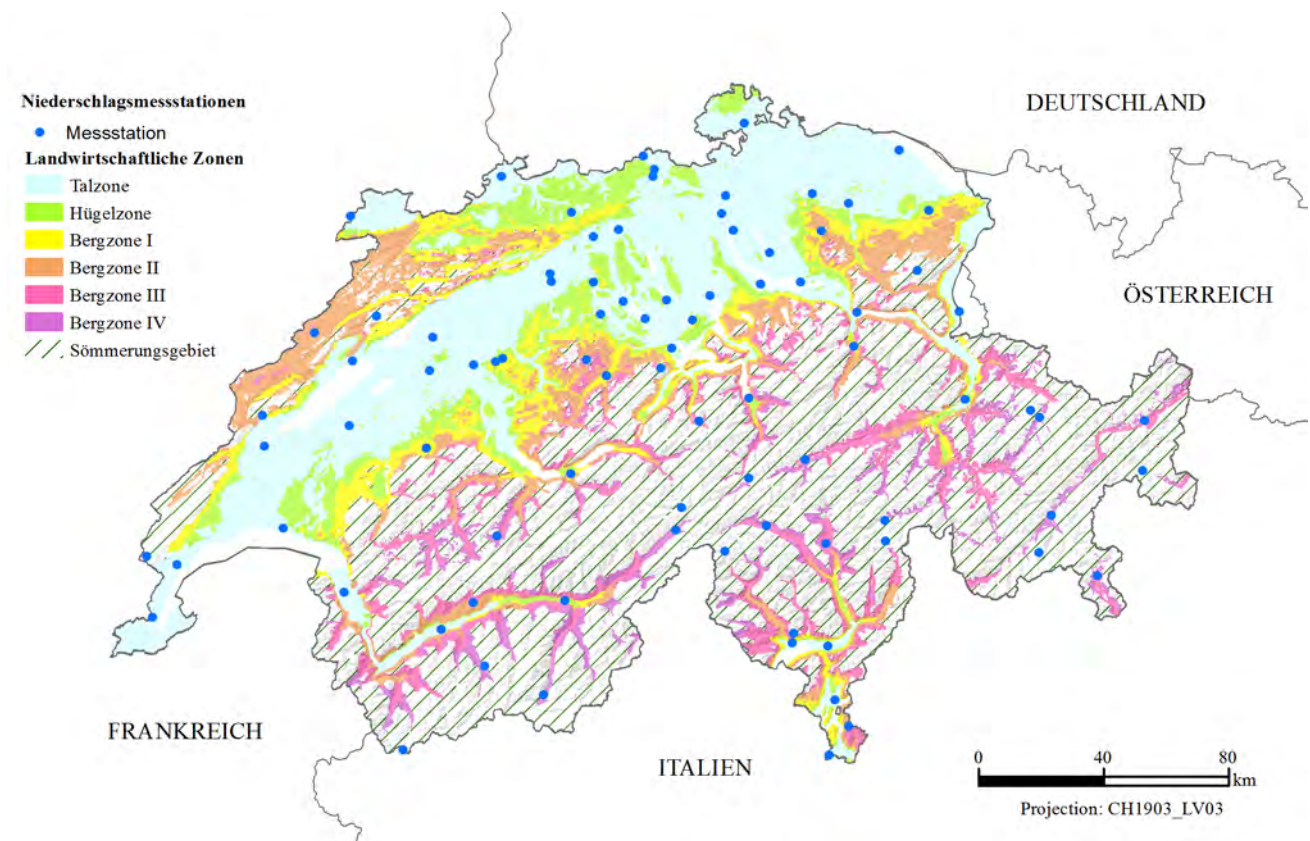 DEUTSCHLAND
Niederschlagsmessstationen
Messstation
Landwirtschaftliche Zonen
Talzone
Hügelzone
Bergzone I
Bergzone II
Bergzone III
Bergzone IV
Sömmerungsgebiet
ÖSTERREICH
FRANKREICH
ITALIEN
0 40 80
km
Projection: CH1903_LV03